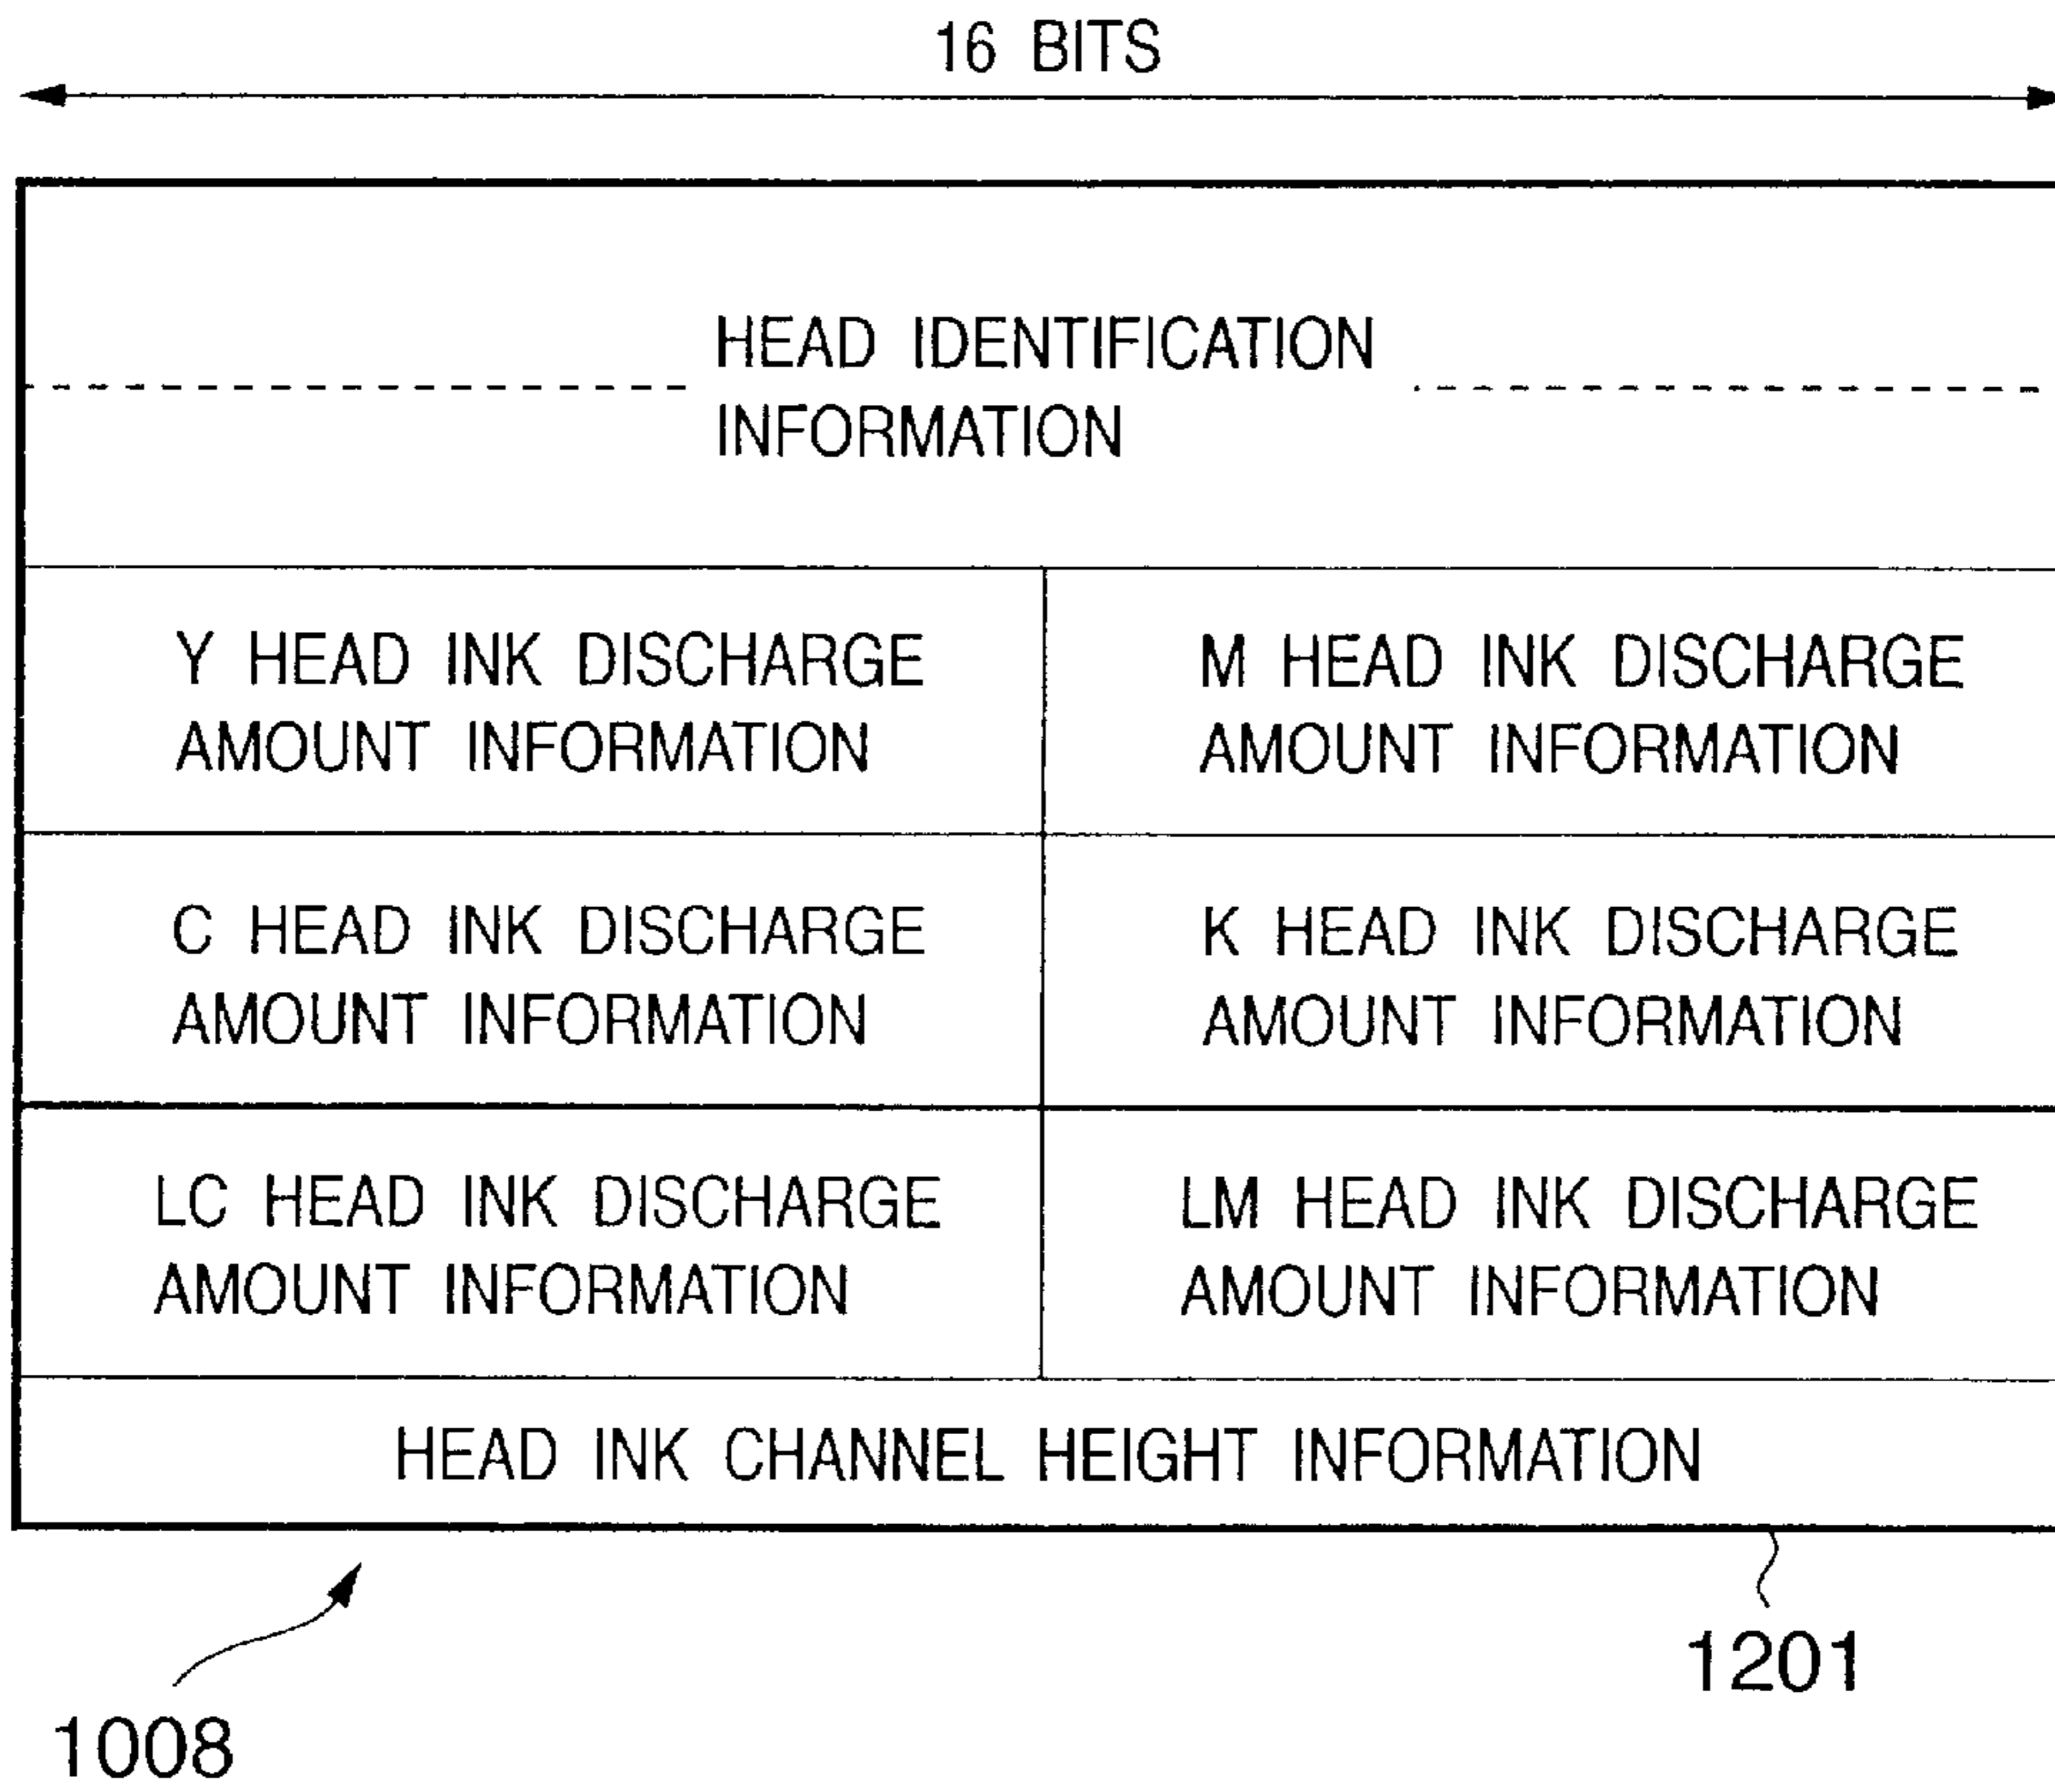 16 BITS
HEAD IDENTIFICATION
INFORMATION
Y HEAD INK DISCHARGE
AMOUNT INFORMATION
M HEAD INK DISCHARGE
AMOUNT INFORMATION
C HEAD INK DISCHARGE
AMOUNT INFORMATION
K HEAD INK DISCHARGE
AMOUNT INFORMATION
LC HEAD INK DISCHARGE
AMOUNT INFORMATION
LM HEAD INK DISCHARGE
AMOUNT INFORMATION
HEAD INK CHANNEL HEIGHT INFORMATION
1201
1008